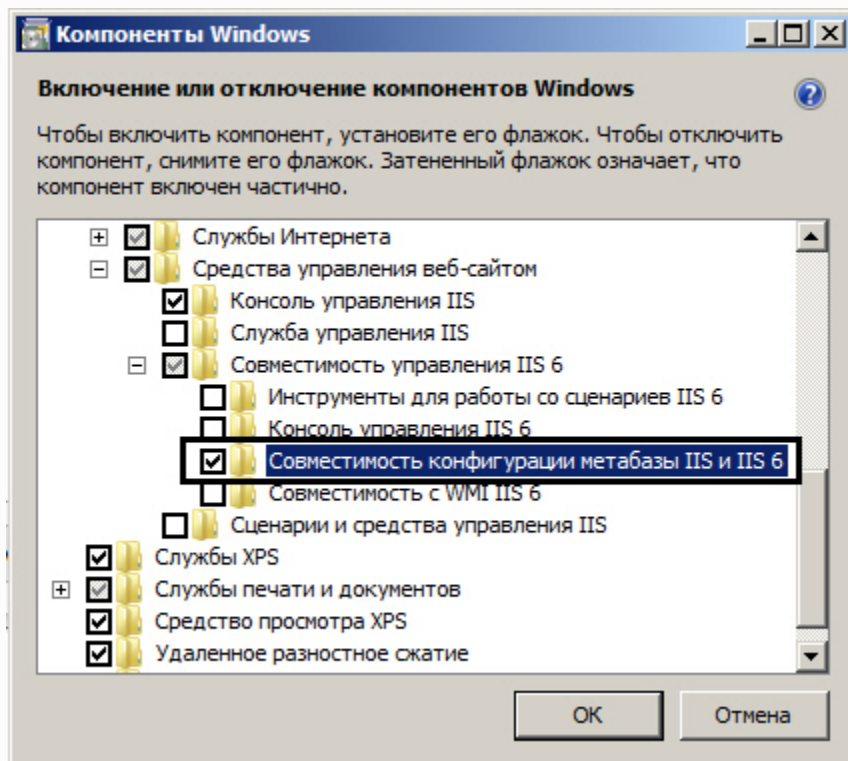 Компоненты Windows
Включение или отключение компонентов Windows
Чтобы включить компонент, установите его флажок. Чтобы отключить
компонент, снимите его флажок. Затененный флажок означает, что
компонент включен частично.
Службы Интернета
Средства управления веб-сайтом
Консоль управления IIS
Служба управления IIS
Совместимость управления IIS 6
Инструменты для работы со сценариев IIS 6
Консоль управления IIS 6
Совместимость конфигурации метабазы IIS и IIS 6
Совместимость с WMI IIS 6
Сценарии и средства управления IIS
Службы XPS
Службы печати и документов
Средство просмотра XPS
Удаленное разностное сжатие
ОК Отмена